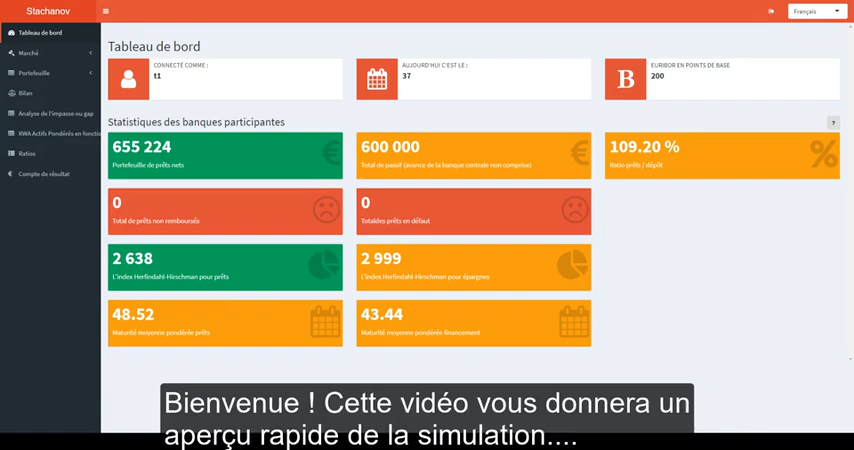 Stachanov
Français
Tableau de bord
Marché
Portefeuille
Bilan
Analyse de l'impasse ou gap
RWA Actifs Pondérés en fonctio
Ratios
€ Compte de résultat
Tableau de bord
CONNECTÉ COMME :
t1
AUJOURD'HUI C'EST LE :
37
B
EURIBOR EN POINTS DE BASE
200
Statistiques des banques participantes
?
655 224
Portefeuille de prêts nets
€
600 000
Total de passif (avance de la banque centrale non comprise)
€
109.20 %
Ratio prêts / dépôt
%
0
Total de prêts non remboursés
0
Totaldes prêts en défaut
2 638
L'index Herfindahl-Hirschman pour prêts
2 999
L'index Herfindahl-Hirschman pour épargnes
48.52
Maturité moyenne pondérée prêts
43.44
Maturité moyenne pondérée financement
Bienvenue ! Cette vidéo vous donnera un
aperçu rapide de la simulation....